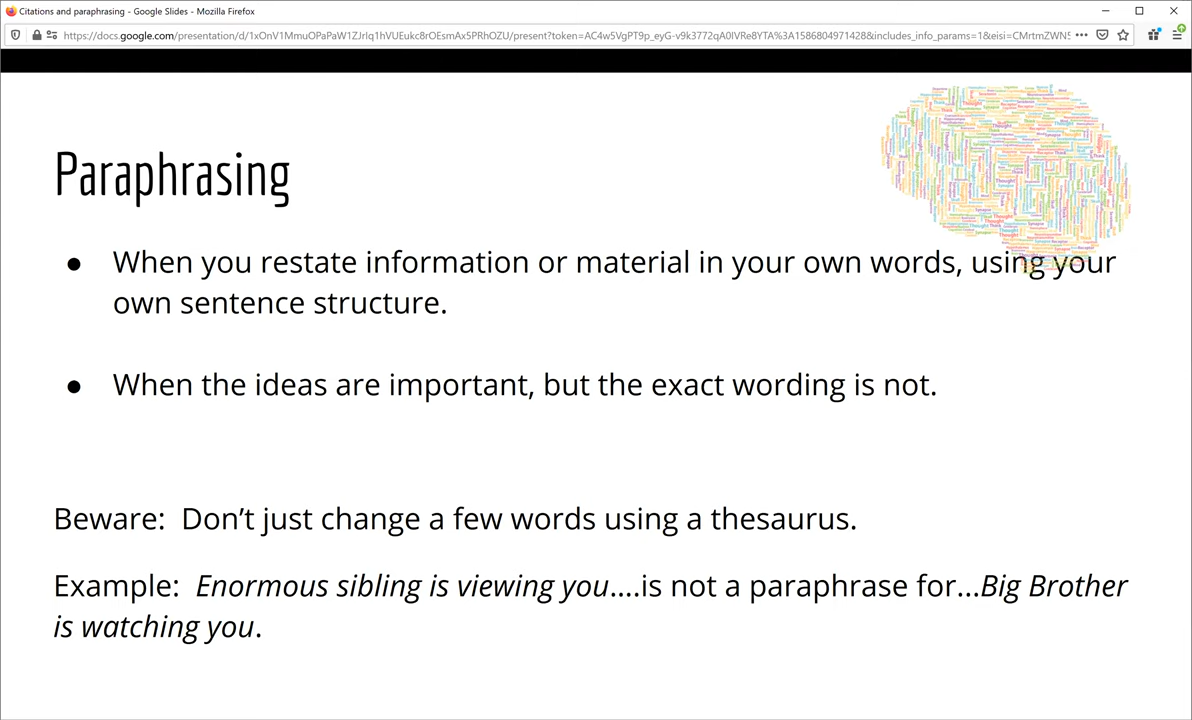 Citations and paraphrasing - Google Slides - Mozilla Firefox
https://docs.google.com/presentation/d/1xOnV1MmuOPaPaW1ZJrIq1hVUEukc8rOEsmAx5PRhOZU/present?token=AC4w5VgPT9p_eyG-v9k3772qA0IVRe8YTA%3A1586804971428&includes_info_params=1&eisi=CMrtmZWN5
Paraphrasing
● When you restate information or material in your own words, using your
own sentence structure.
● When the ideas are important, but the exact wording is not.
Beware: Don't just change a few words using a thesaurus.
Example: Enormous sibling is viewing you....is not a paraphrase for...Big Brother
is watching you.